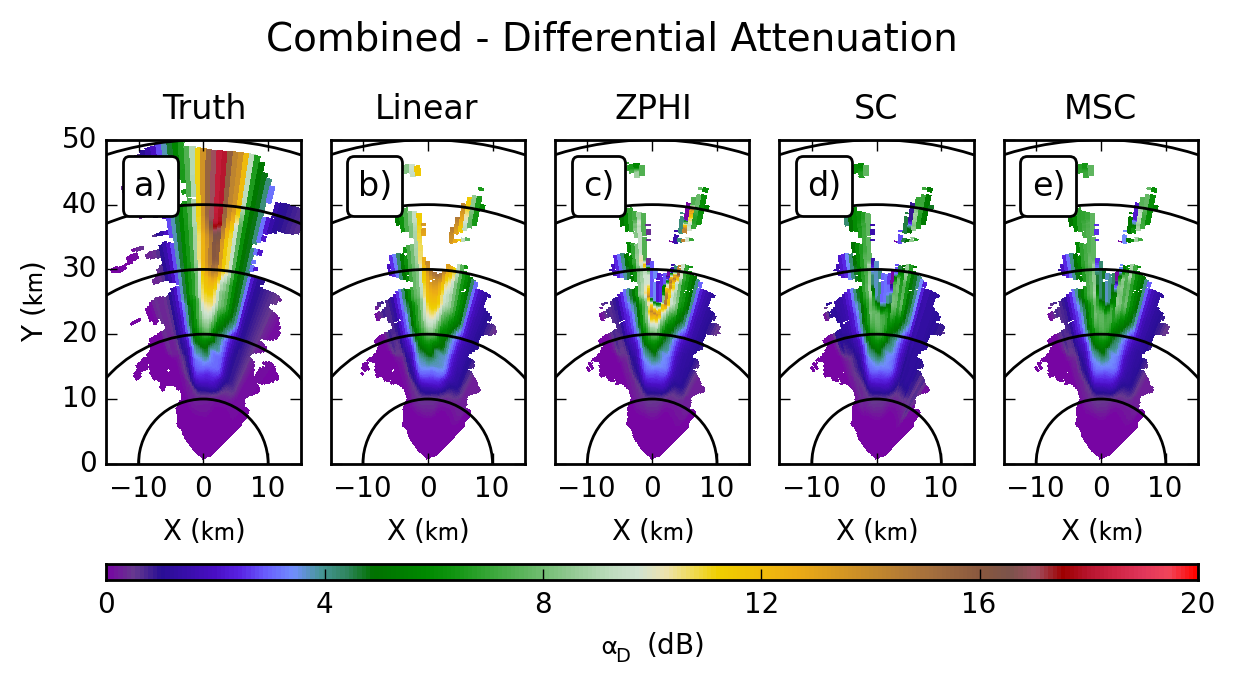 Combined - Differential Attenuation
Truth Linear ZPHI SC MSC
a) b) c) d) e)
50
40
30
20
10
0
Y (km)
−10 0 10 −10 0 10 −10 0 10 −10 0 10 −10 0 10
X (km) X (km) X (km) X (km) X (km)
0 4 8 12 16 20
α_D (dB)